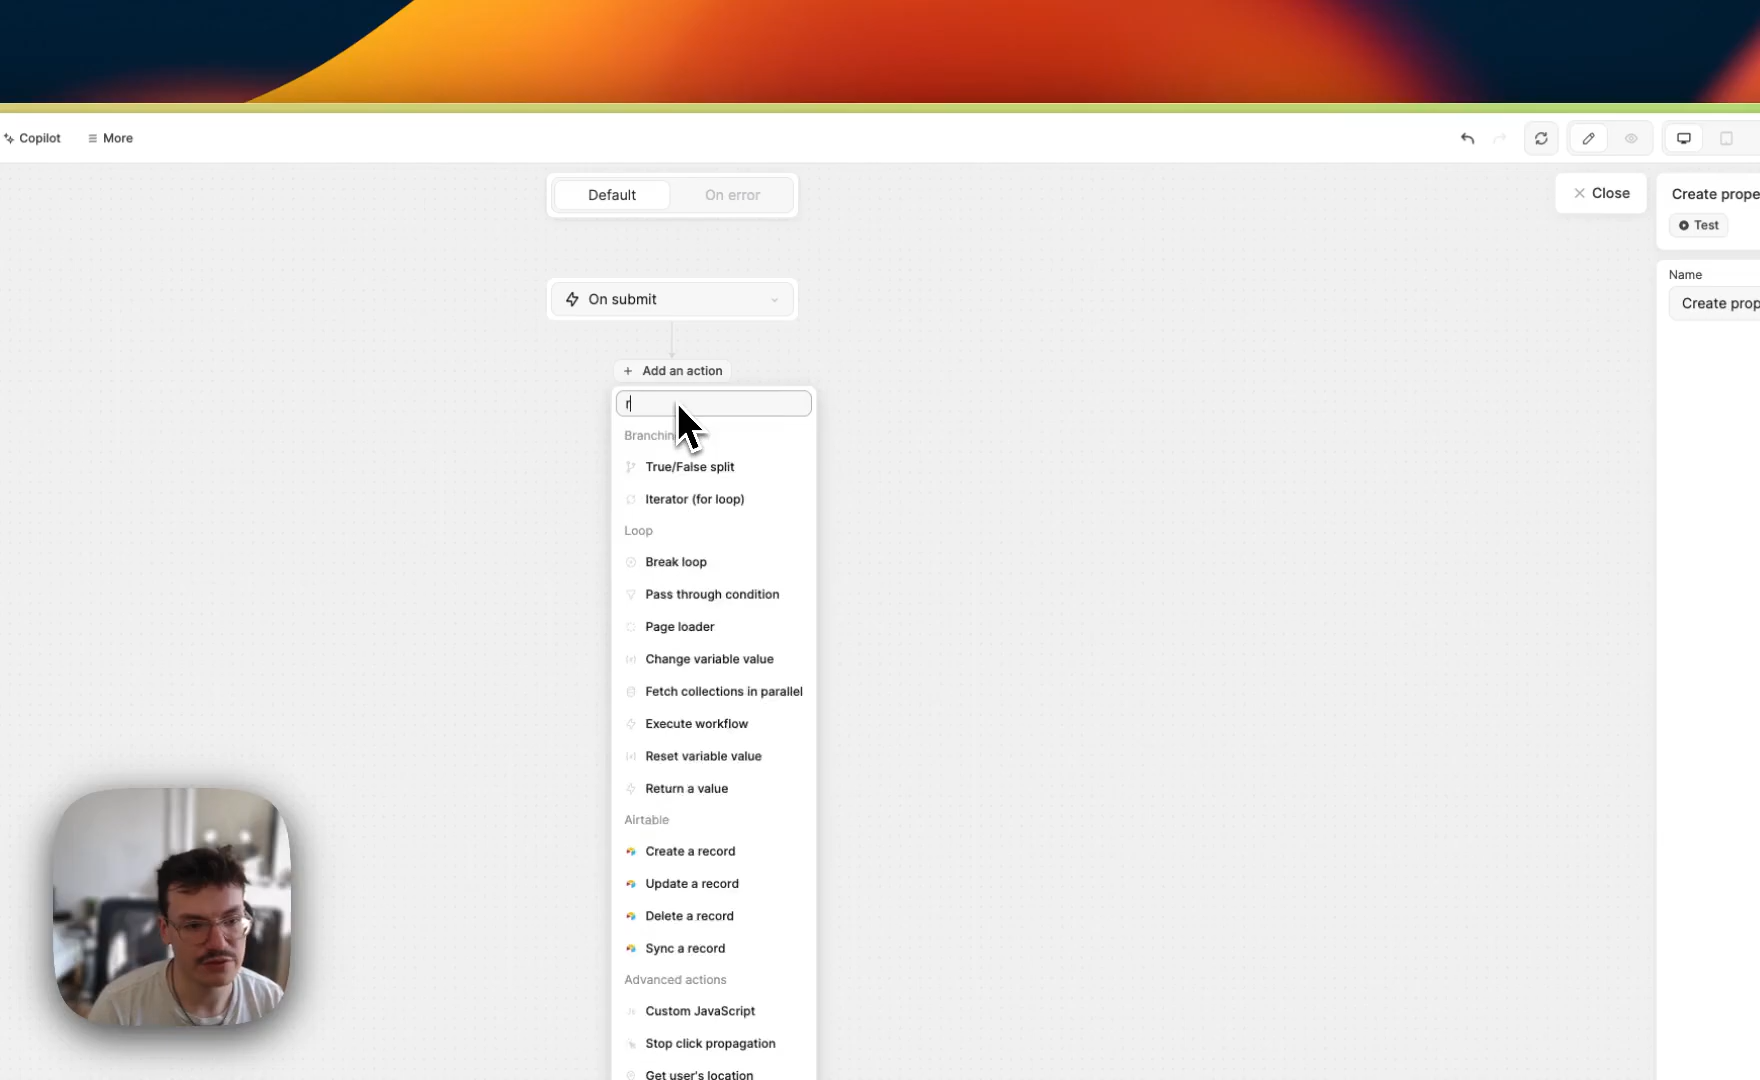 Copilot
More
Default
On error
Close
Create prope
Test
On submit
Name
Create prop
Add an action
r
Branchin
True/False split
Iterator (for loop)
Loop
Break loop
Pass through condition
Page loader
Change variable value
Fetch collections in parallel
Execute workflow
Reset variable value
Return a value
Airtable
Create a record
Update a record
Delete a record
Sync a record
Advanced actions
Custom JavaScript
Stop click propagation
Get user's location